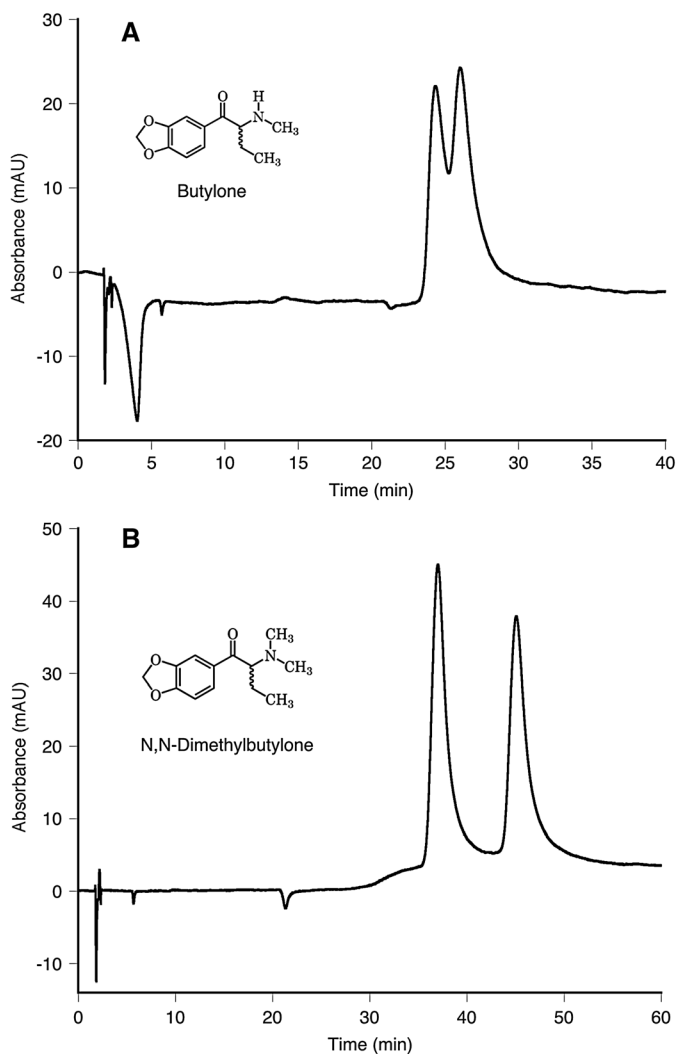 A
30
20
10
0
-10
-20
Absorbance (mAU)
O
H
N
CH₃
O
O
CH₃
Butylone
0 5 10 15 20 25 30 35 40
Time (min)
B
50
40
30
20
10
0
-10
Absorbance (mAU)
O
CH₃
N
CH₃
O
O
CH₃
N,N-Dimethylbutylone
0 10 20 30 40 50 60
Time (min)